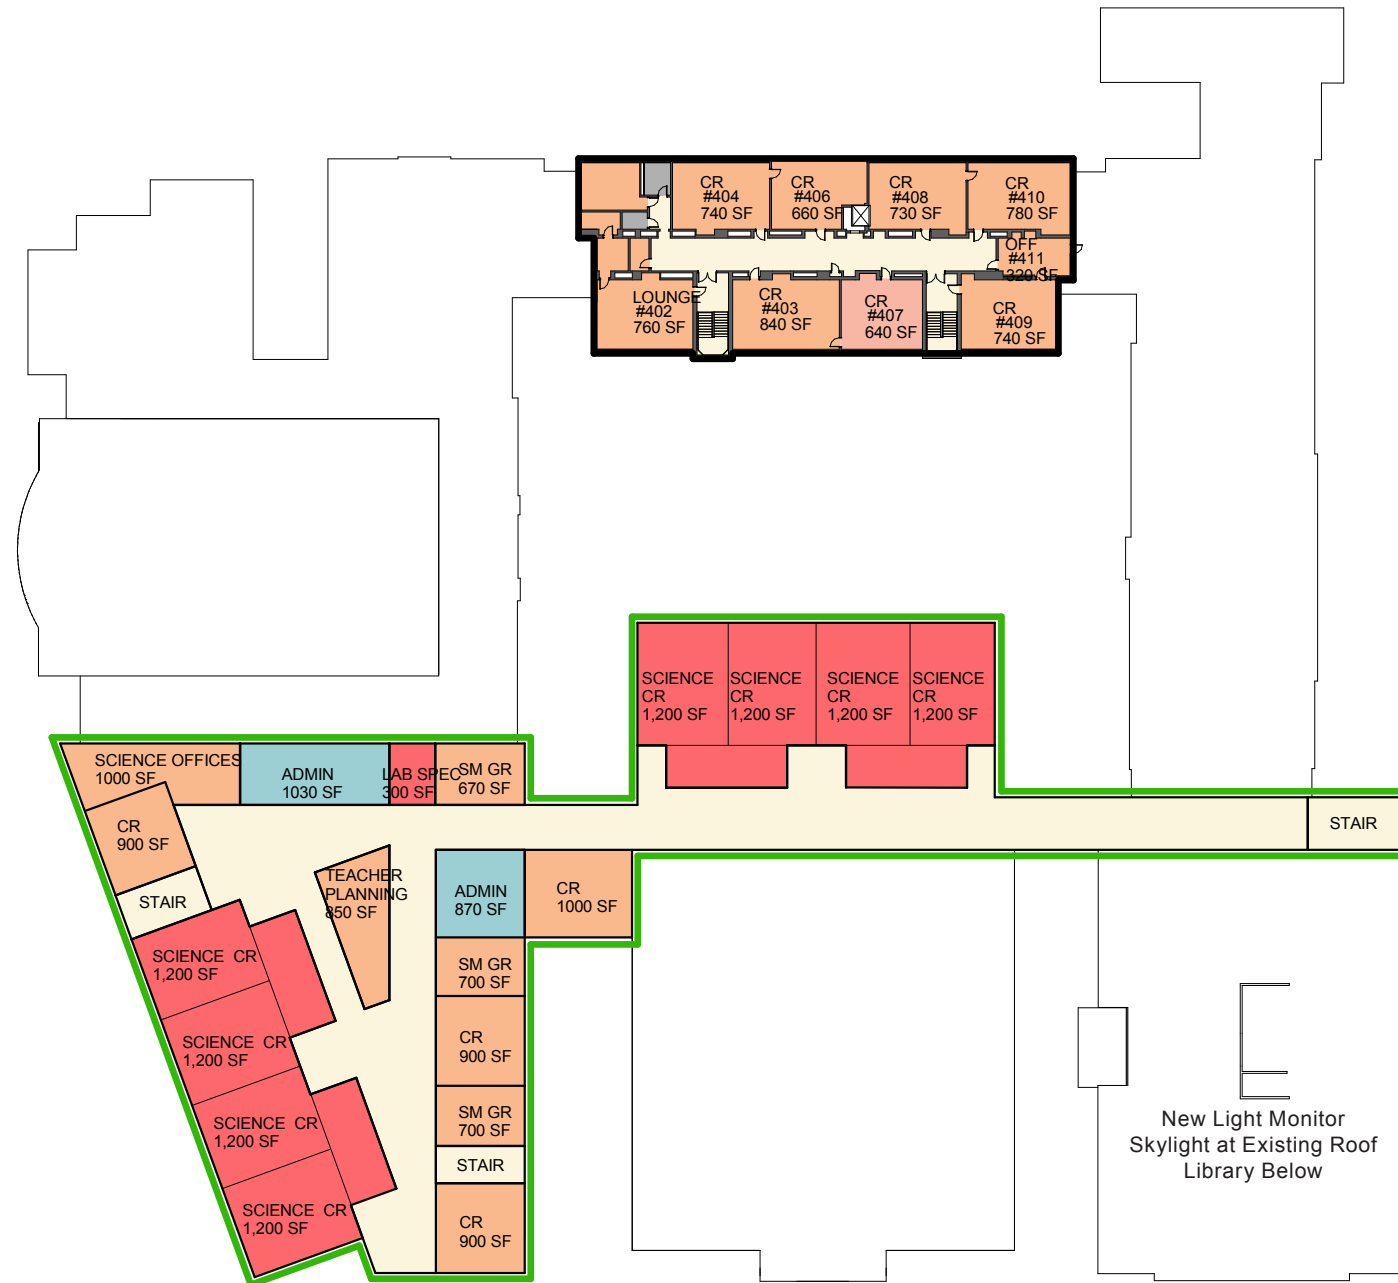 CR
#404
740 SF
CR
#406
660 SF
CR
#408
730 SF
CR
#410
780 SF
OFF
#411
320 SF
LOUNGE
#402
760 SF
CR
#403
840 SF
CR
#407
640 SF
CR
#409
740 SF
SCIENCE
CR
1,200 SF
SCIENCE
CR
1,200 SF
SCIENCE
CR
1,200 SF
SCIENCE
CR
1,200 SF
SCIENCE OFFICES
1000 SF
ADMIN
1030 SF
LAB SPEC
300 SF
SM GR
670 SF
CR
900 SF
STAIR
STAIR
TEACHER
PLANNING
850 SF
ADMIN
870 SF
CR
1000 SF
SCIENCE CR
1,200 SF
SM GR
700 SF
SCIENCE CR
1,200 SF
CR
900 SF
SCIENCE CR
1,200 SF
SM GR
700 SF
STAIR
SCIENCE CR
1,200 SF
CR
900 SF
New Light Monitor
Skylight at Existing Roof
Library Below